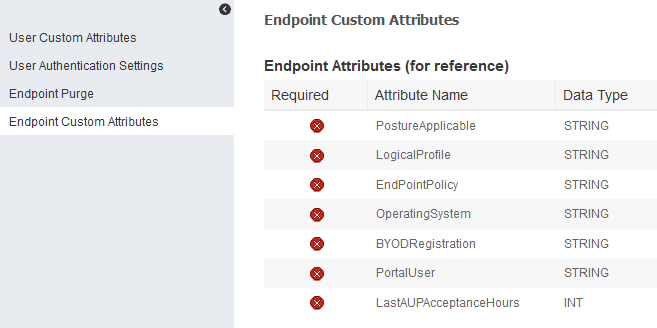 User Custom Attributes
User Authentication Settings
Endpoint Purge
Endpoint Custom Attributes
Endpoint Custom Attributes
Endpoint Attributes (for reference)
Required Attribute Name Data Type
PostureApplicable STRING
LogicalProfile STRING
EndPointPolicy STRING
OperatingSystem STRING
BYODRegistration STRING
PortalUser STRING
LastAUPAcceptanceHours INT